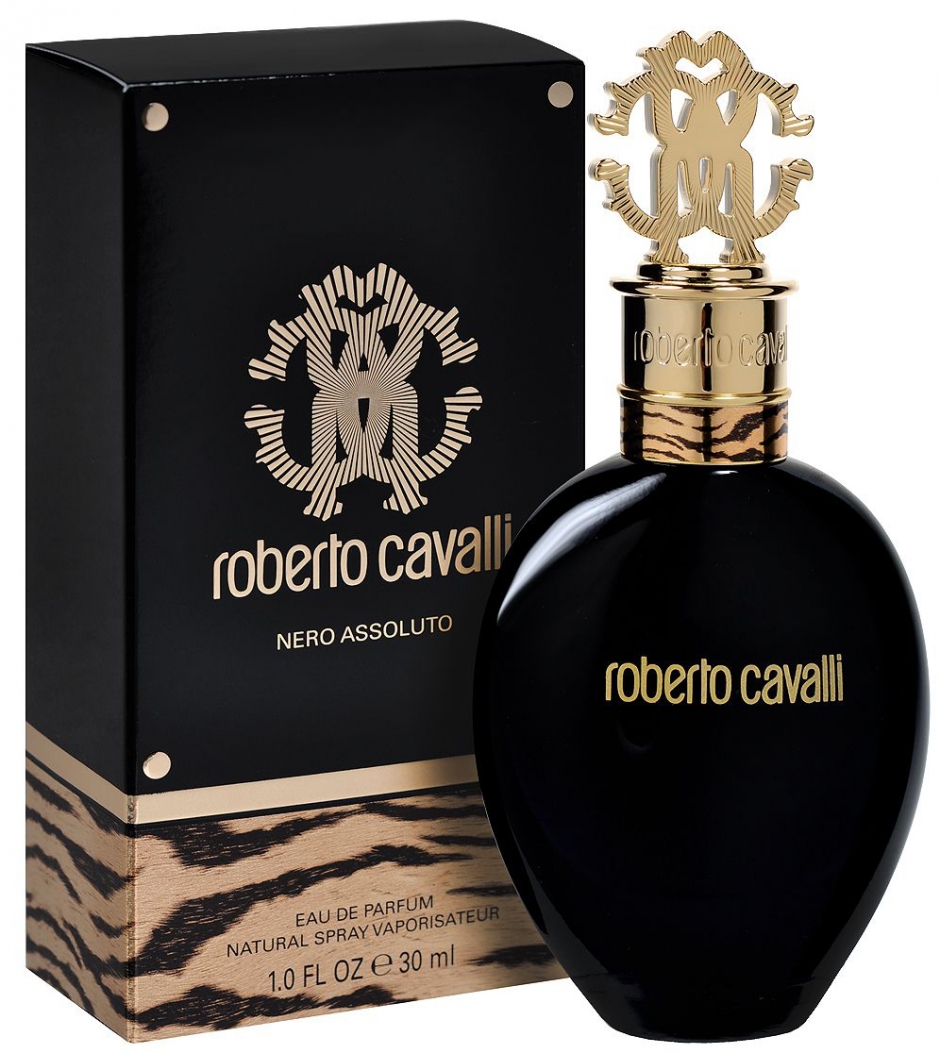 roberto cavalli
NERO ASSOLUTO
EAU DE PARFUM
NATURAL SPRAY VAPORISATEUR
1.0 FL OZ ℮ 30 ml
roberto caval
roberto cavalli